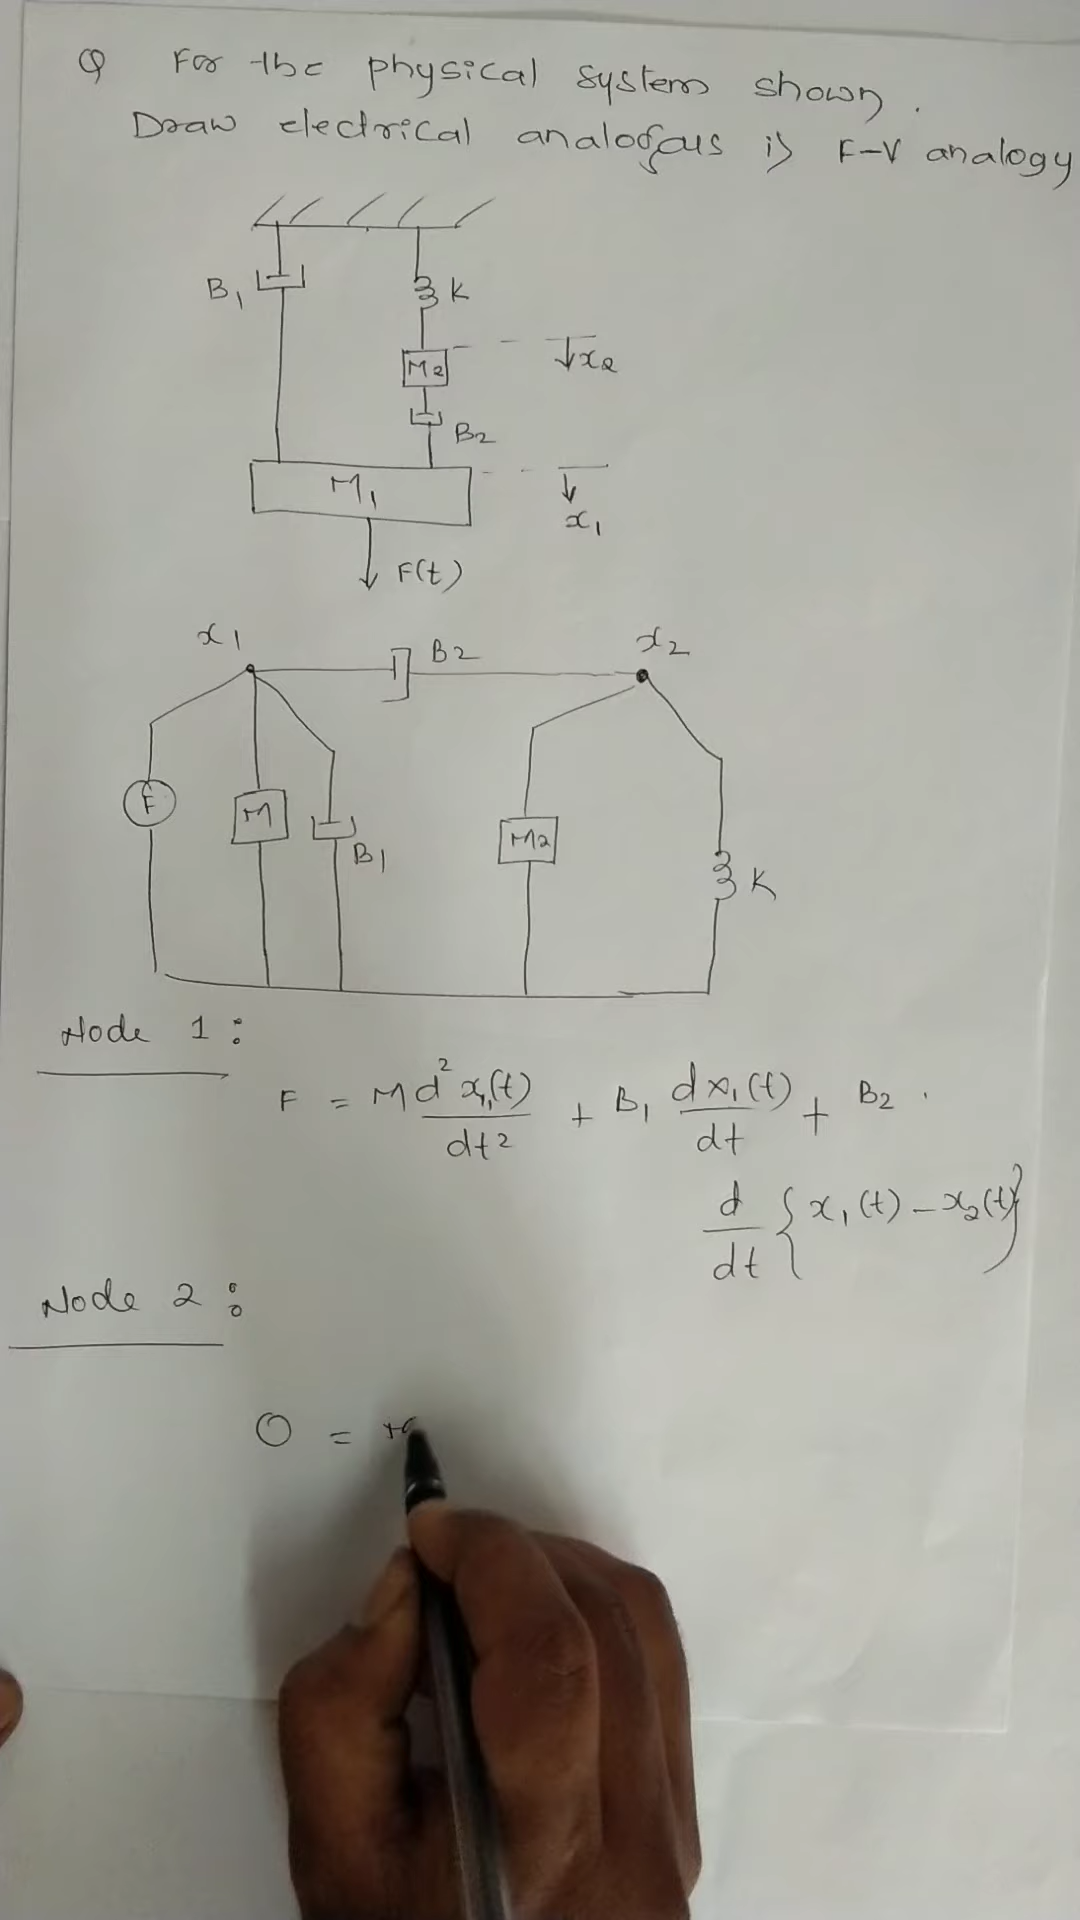 Q For the physical system shown.
Draw electrical analogous i) F-V analogy
B1
K
M2
↓x2
B2
M1
↓
x1
F(t)
x1
B2
x2
F
M
B1
M2
K
Node 1:
F = M d²x1(t)/dt² + B1 dx1(t)/dt + B2 .
d/dt {x1(t) - x2(t)}
Node 2:
0 =